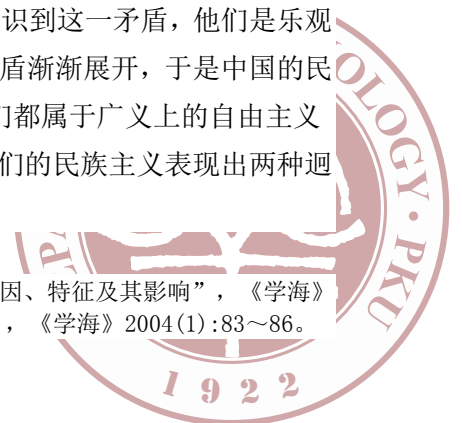 识到这一矛盾，他们是乐观
盾渐渐展开，于是中国的民
们都属于广义上的自由主义
们的民族主义表现出两种迥
因、特征及其影响”，《学海》
，《学海》2004(1):83～86。
OLOGY·PKU
1922